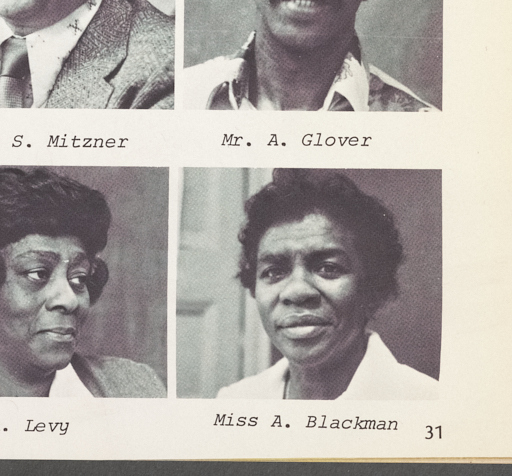 S. Mitzner
Mr. A. Glover
. Levy
Miss A. Blackman
31